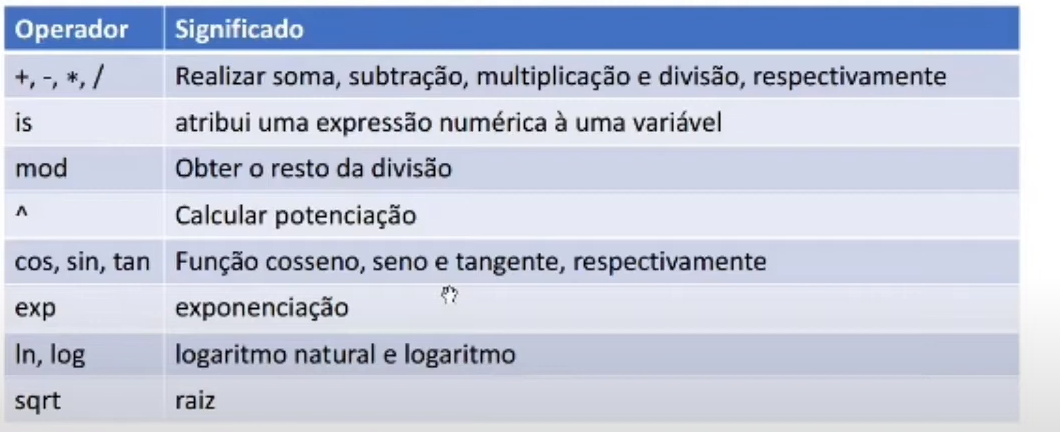 Operador Significado
+, -, *, / Realizar soma, subtração, multiplicação e divisão, respectivamente
is atribui uma expressão numérica à uma variável
mod Obter o resto da divisão
^ Calcular potenciação
cos, sin, tan Função cosseno, seno e tangente, respectivamente
exp exponenciação
ln, log logaritmo natural e logaritmo
sqrt raiz